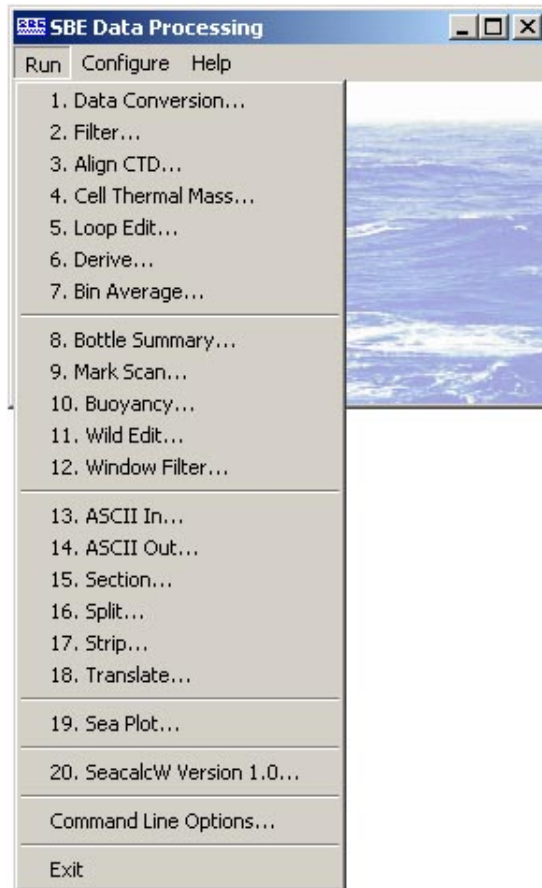 SBE SBE Data Processing
Run Configure Help
1. Data Conversion...
2. Filter...
3. Align CTD...
4. Cell Thermal Mass...
5. Loop Edit...
6. Derive...
7. Bin Average...
8. Bottle Summary...
9. Mark Scan...
10. Buoyancy...
11. Wild Edit...
12. Window Filter...
13. ASCII In...
14. ASCII Out...
15. Section...
16. Split...
17. Strip...
18. Translate...
19. Sea Plot...
20. SeacalcW Version 1.0...
Command Line Options...
Exit